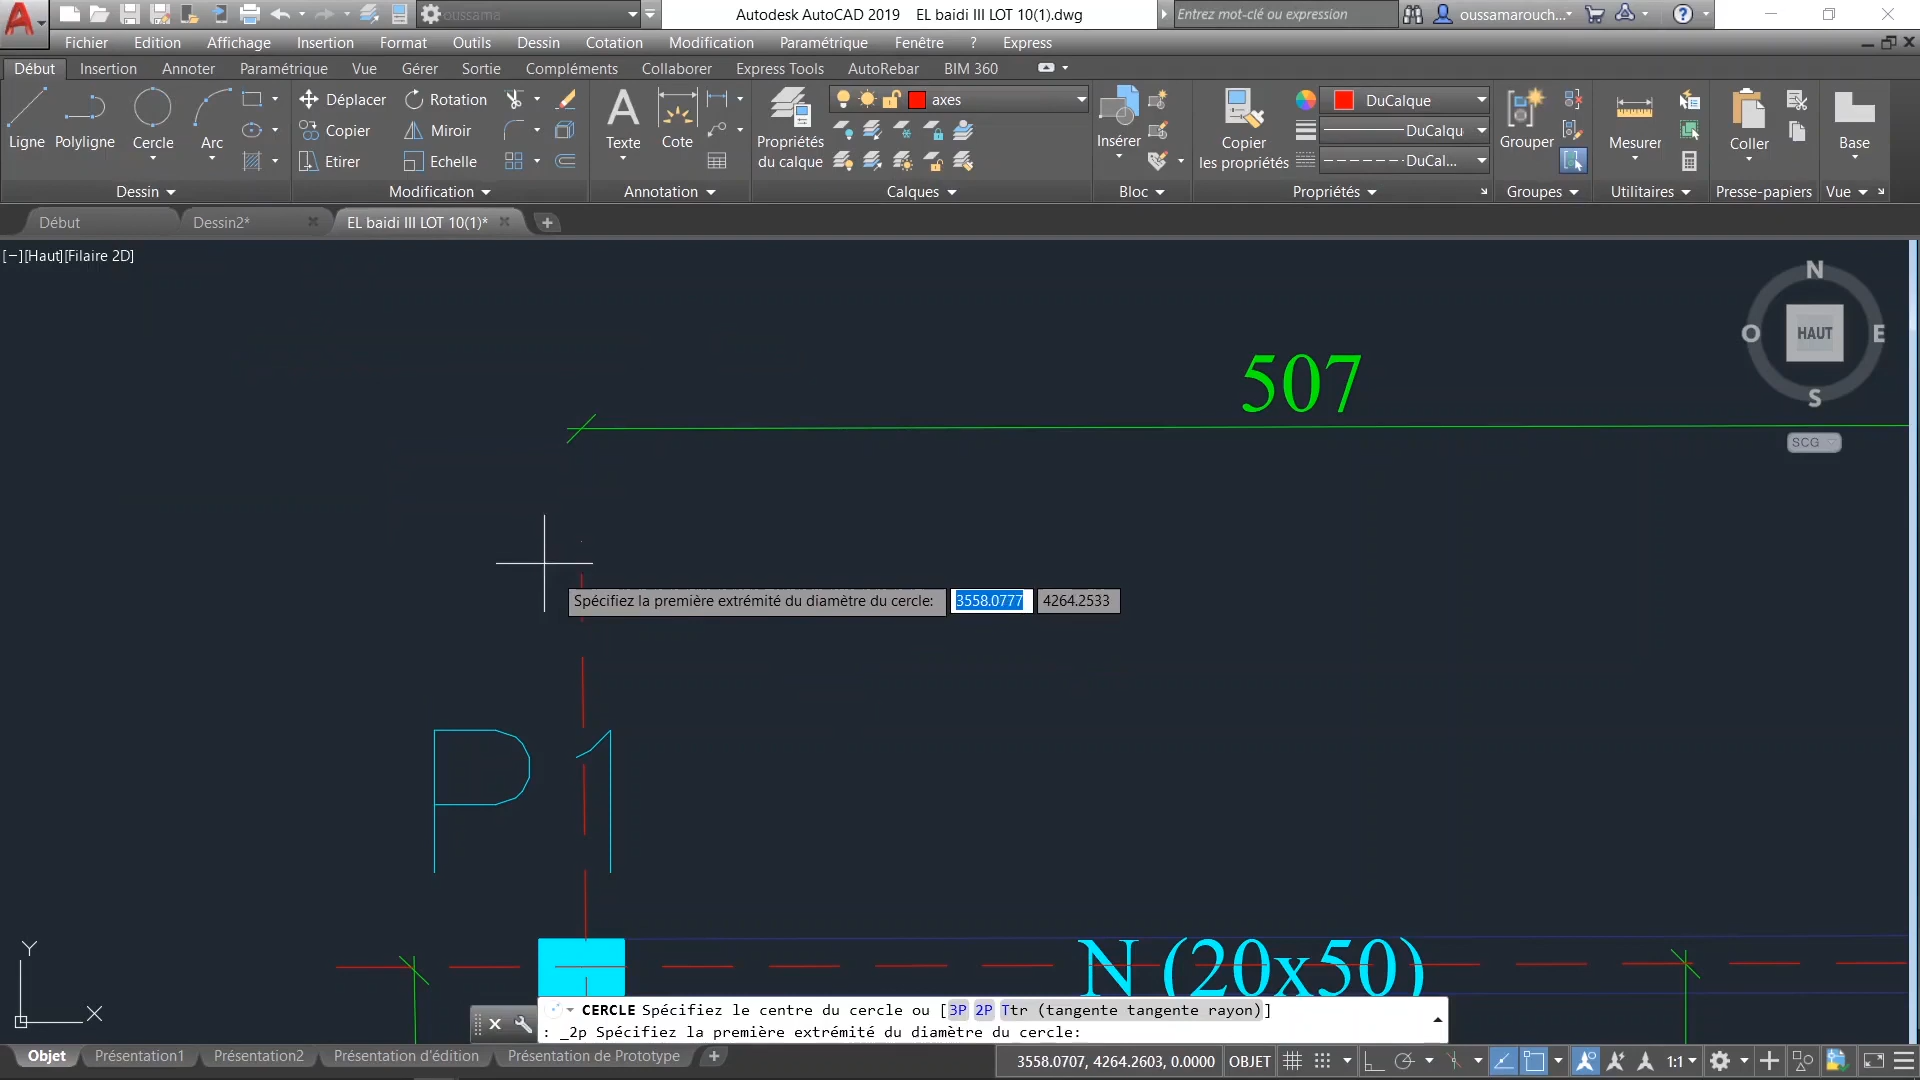 oussama
Autodesk AutoCAD 2019 EL baidi III LOT 10(1).dwg
Entrez mot-clé ou expression
oussamarouch...
Fichier Edition Affichage Insertion Format Outils Dessin Cotation Modification Paramétrique Fenêtre ? Express
Début Insertion Annoter Paramétrique Vue Gérer Sortie Compléments Collaborer Express Tools AutoRebar BIM 360
Ligne Polyligne Cercle Arc
Dessin
Déplacer Rotation
Copier Miroir
Etirer Echelle
Modification
Texte Cote
Annotation
Propriétés
du calque
axes
Calques
Insérer
Bloc
Copier
les propriétés
DuCalque
DuCalqu
DuCal...
Propriétés
Grouper
Groupes
Mesurer
Utilitaires
Coller
Presse-papiers
Base
Vue
Début Dessin2* EL baidi III LOT 10(1)*
[−][Haut][Filaire 2D]
N
O HAUT E
S
SCG
507
Spécifiez la première extrémité du diamètre du cercle: 3558.0777 4264.2533
P1
N (20x50)
Y
X
CERCLE Spécifiez le centre du cercle ou [3P 2P Ttr (tangente tangente rayon)]
: _2p Spécifiez la première extrémité du diamètre du cercle:
Objet Présentation1 Présentation2 Présentation d'édition Présentation de Prototype
3558.0707, 4264.2603, 0.0000 OBJET 1:1